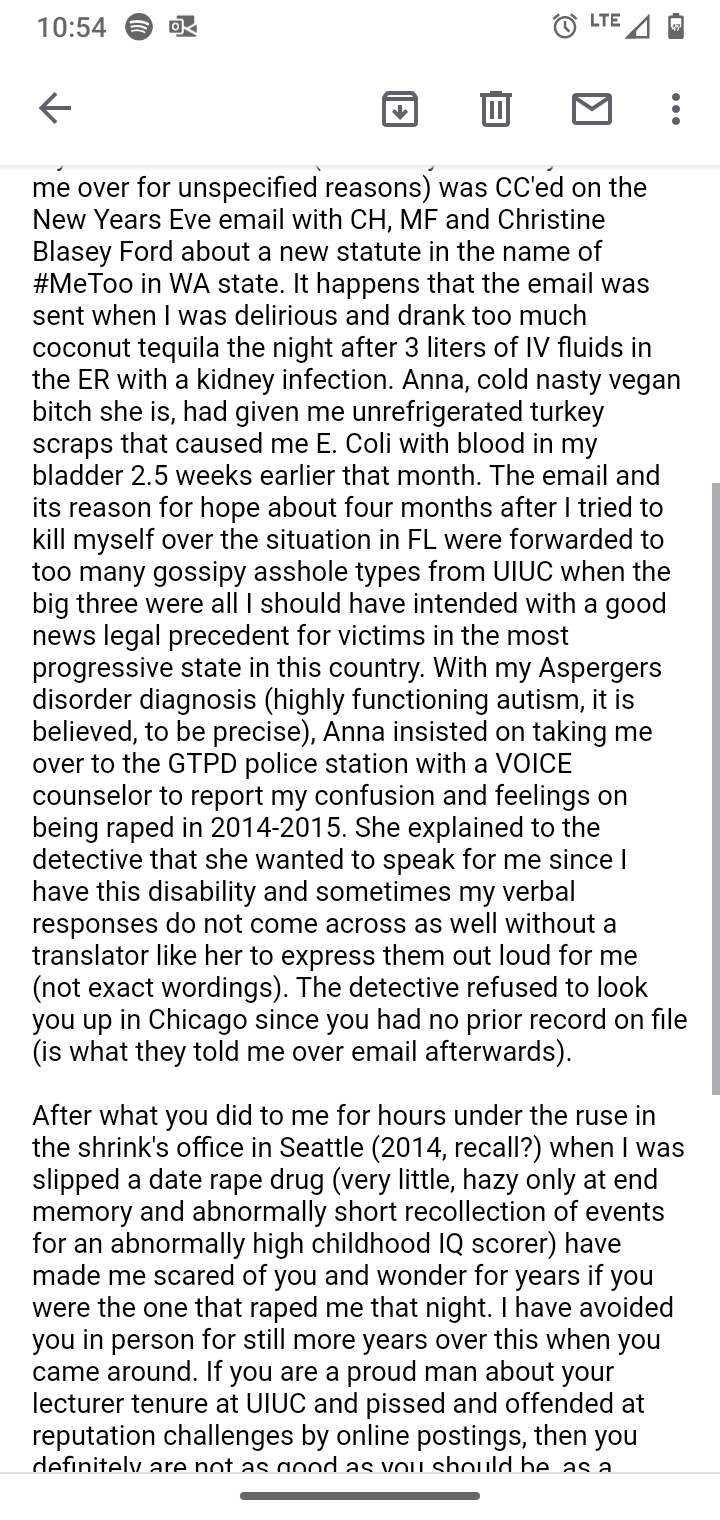 10:54
LTE
me over for unspecified reasons) was CC'ed on the
New Years Eve email with CH, MF and Christine
Blasey Ford about a new statute in the name of
#MeToo in WA state. It happens that the email was
sent when I was delirious and drank too much
coconut tequila the night after 3 liters of IV fluids in
the ER with a kidney infection. Anna, cold nasty vegan
bitch she is, had given me unrefrigerated turkey
scraps that caused me E. Coli with blood in my
bladder 2.5 weeks earlier that month. The email and
its reason for hope about four months after I tried to
kill myself over the situation in FL were forwarded to
too many gossipy asshole types from UIUC when the
big three were all I should have intended with a good
news legal precedent for victims in the most
progressive state in this country. With my Aspergers
disorder diagnosis (highly functioning autism, it is
believed, to be precise), Anna insisted on taking me
over to the GTPD police station with a VOICE
counselor to report my confusion and feelings on
being raped in 2014-2015. She explained to the
detective that she wanted to speak for me since I
have this disability and sometimes my verbal
responses do not come across as well without a
translator like her to express them out loud for me
(not exact wordings). The detective refused to look
you up in Chicago since you had no prior record on file
(is what they told me over email afterwards).
After what you did to me for hours under the ruse in
the shrink's office in Seattle (2014, recall?) when I was
slipped a date rape drug (very little, hazy only at end
memory and abnormally short recollection of events
for an abnormally high childhood IQ scorer) have
made me scared of you and wonder for years if you
were the one that raped me that night. I have avoided
you in person for still more years over this when you
came around. If you are a proud man about your
lecturer tenure at UIUC and pissed and offended at
reputation challenges by online postings, then you
definitely are not as good as you should be, as a